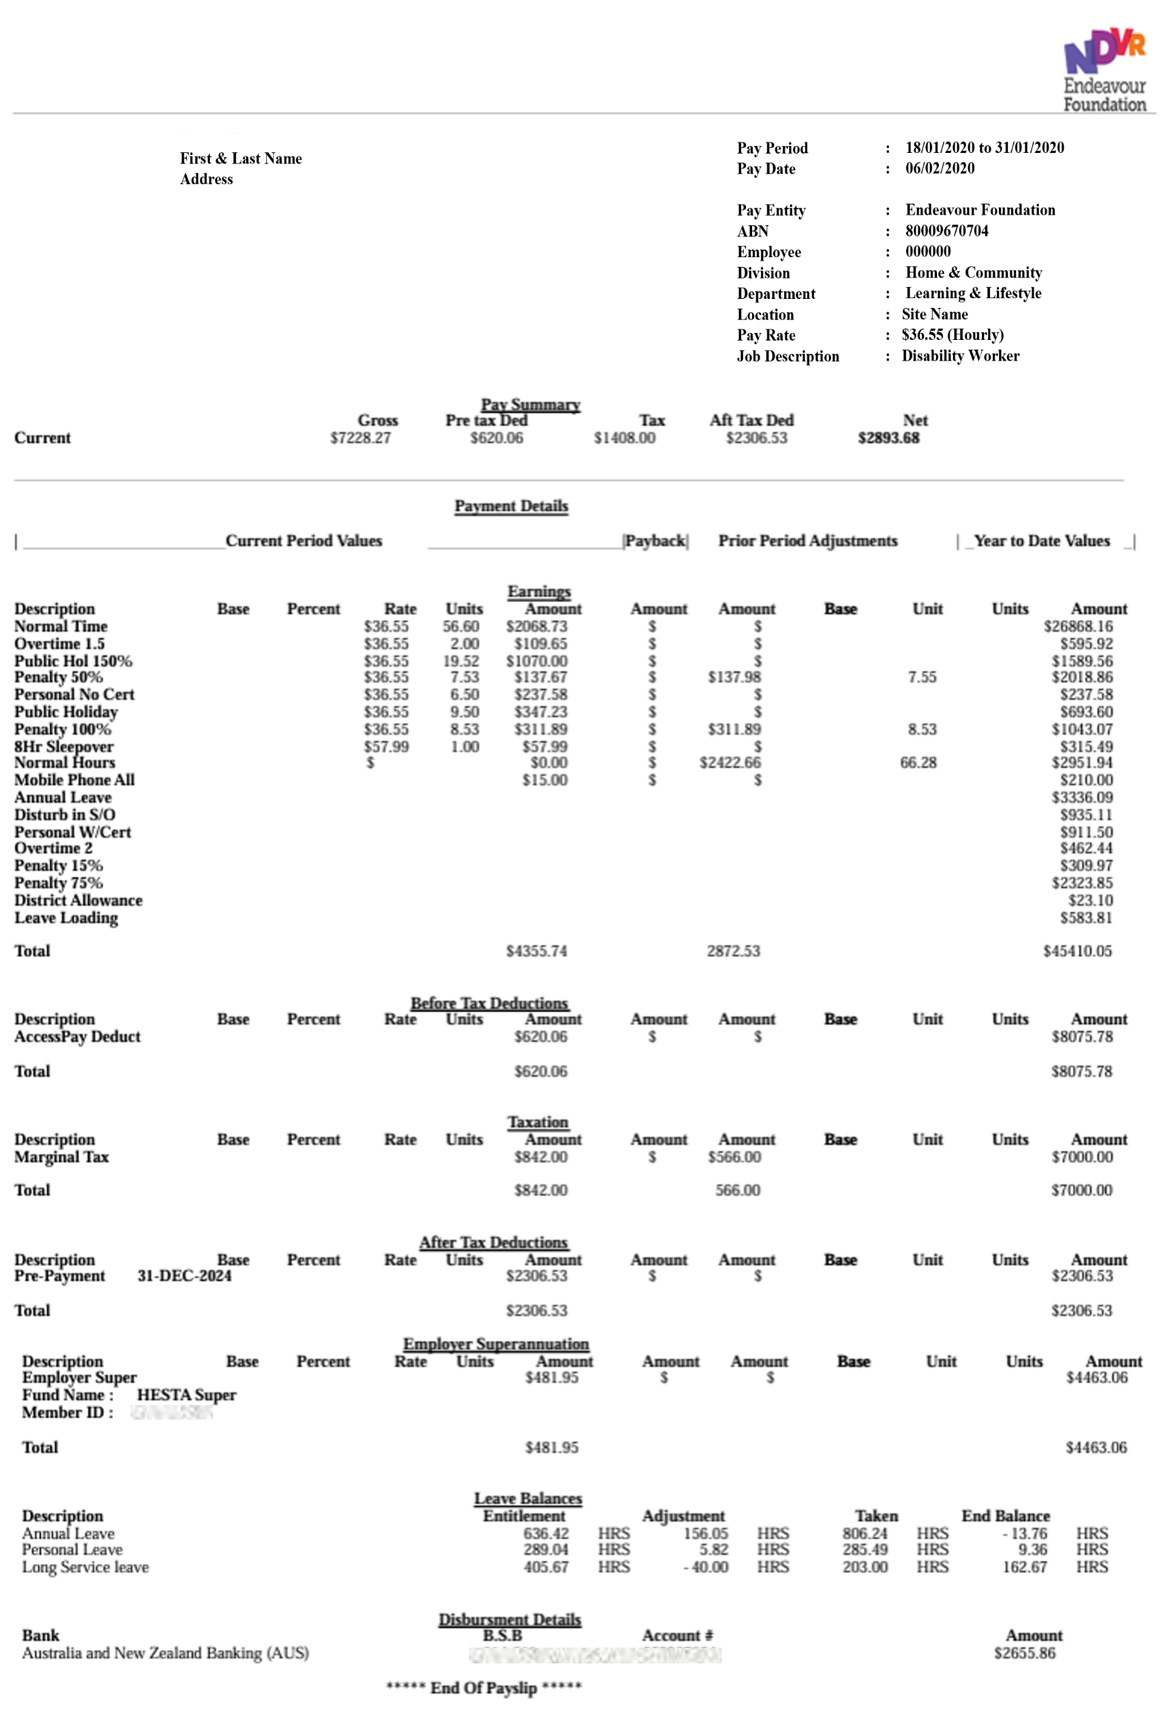 NDVR
Endeavour
Foundation
First & Last Name
Address
Pay Period : 18/01/2020 to 31/01/2020
Pay Date : 06/02/2020
Pay Entity : Endeavour Foundation
ABN : 80009670704
Employee : 000000
Division : Home & Community
Department : Learning & Lifestyle
Location : Site Name
Pay Rate : $36.55 (Hourly)
Job Description : Disability Worker
Pay Summary
Gross Pre tax Ded Tax Aft Tax Ded Net
Current $7228.27 $620.06 $1408.00 $2306.53 $2893.68
Payment Details
| Current Period Values |Payback| Prior Period Adjustments | _Year to Date Values _|
Earnings
Description Base Percent Rate Units Amount Amount Amount Base Unit Units Amount
Normal Time $36.55 56.60 $2068.73 $ $ $26868.16
Overtime 1.5 $36.55 2.00 $109.65 $ $ $595.92
Public Hol 150% $36.55 19.52 $1070.00 $ $ $1589.56
Penalty 50% $36.55 7.53 $137.67 $ $137.98 7.55 $2018.86
Personal No Cert $36.55 6.50 $237.58 $ $ $237.58
Public Holiday $36.55 9.50 $347.23 $ $ $693.60
Penalty 100% $36.55 8.53 $311.89 $ $311.89 8.53 $1043.07
8Hr Sleepover $57.99 1.00 $57.99 $ $ $315.49
Normal Hours $ $0.00 $ $2422.66 66.28 $2951.94
Mobile Phone All $15.00 $ $ $210.00
Annual Leave $3336.09
Disturb in S/O $935.11
Personal W/Cert $911.50
Overtime 2 $462.44
Penalty 15% $309.97
Penalty 75% $2323.85
District Allowance $23.10
Leave Loading $583.81
Total $4355.74 2872.53 $45410.05
Before Tax Deductions
Description Base Percent Rate Units Amount Amount Amount Base Unit Units Amount
AccessPay Deduct $620.06 $ $ $8075.78
Total $620.06 $8075.78
Taxation
Description Base Percent Rate Units Amount Amount Amount Base Unit Units Amount
Marginal Tax $842.00 $ $566.00 $7000.00
Total $842.00 566.00 $7000.00
After Tax Deductions
Description Base Percent Rate Units Amount Amount Amount Base Unit Units Amount
Pre-Payment 31-DEC-2024 $2306.53 $ $ $2306.53
Total $2306.53 $2306.53
Employer Superannuation
Description Base Percent Rate Units Amount Amount Amount Base Unit Units Amount
Employer Super $481.95 $ $ $4463.06
Fund Name : HESTA Super
Member ID :
Total $481.95 $4463.06
Leave Balances
Description Entitlement Adjustment Taken End Balance
Annual Leave 636.42 HRS 156.05 HRS 806.24 HRS - 13.76 HRS
Personal Leave 289.04 HRS 5.82 HRS 285.49 HRS 9.36 HRS
Long Service leave 405.67 HRS - 40.00 HRS 203.00 HRS 162.67 HRS
Disbursment Details
Bank B.S.B Account # Amount
Australia and New Zealand Banking (AUS) $2655.86
***** End Of Payslip *****